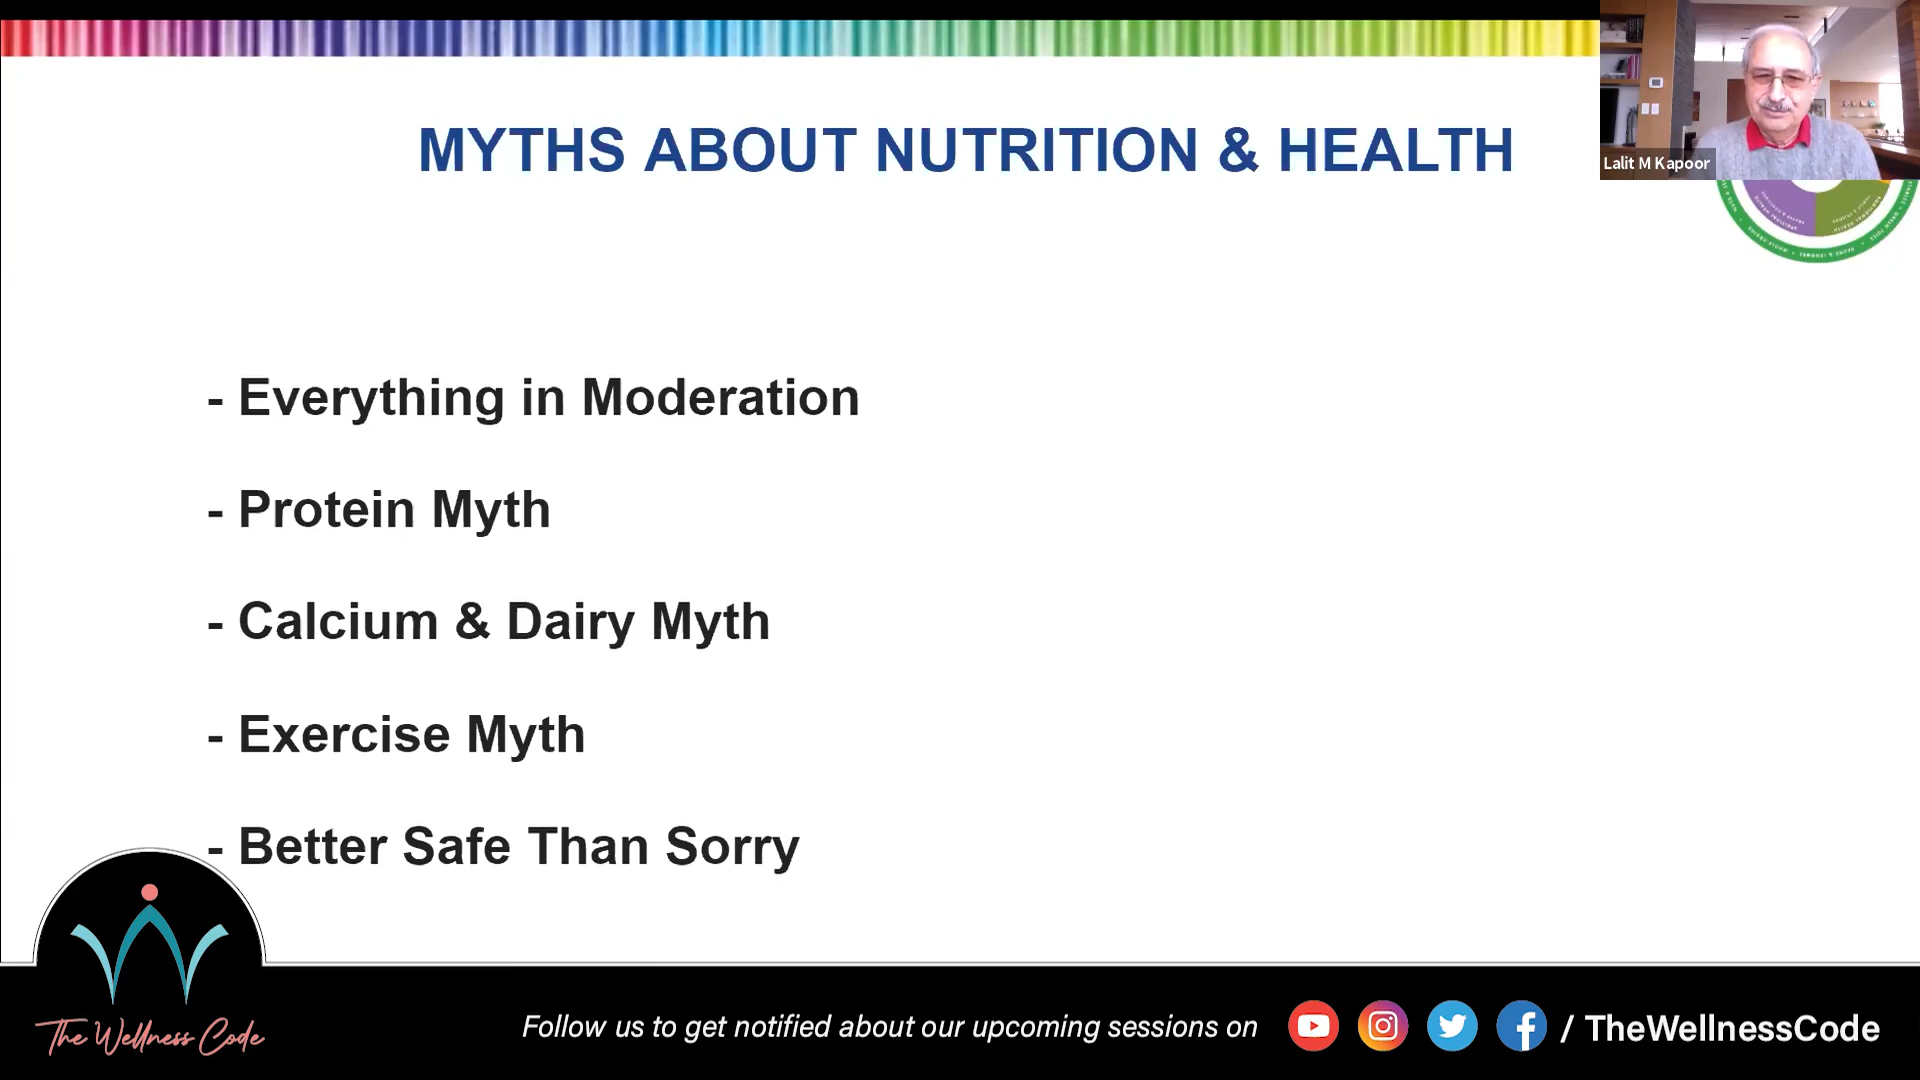 MYTHS ABOUT NUTRITION & HEALTH
Lalit M Kapoor
- Everything in Moderation
- Protein Myth
- Calcium & Dairy Myth
- Exercise Myth
- Better Safe Than Sorry
The Wellness Code
Follow us to get notified about our upcoming sessions on
/ TheWellnessCode